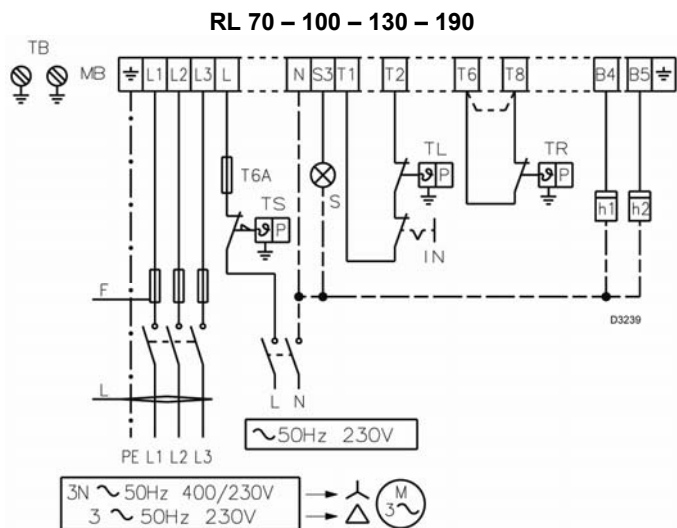 RL 70 – 100 – 130 – 190
TB
MB L1 L2 L3 L N S3 T1 T2 T6 T8 B4 B5
T6A
TS
ϑ P
S
TL
ϑ P
IN
TR
ϑ P
h1 h2
F
D3239
L
L N
PE L1 L2 L3
∼50Hz 230V
3N ∼ 50Hz 400/230V
3 ∼ 50Hz 230V
M
3∼